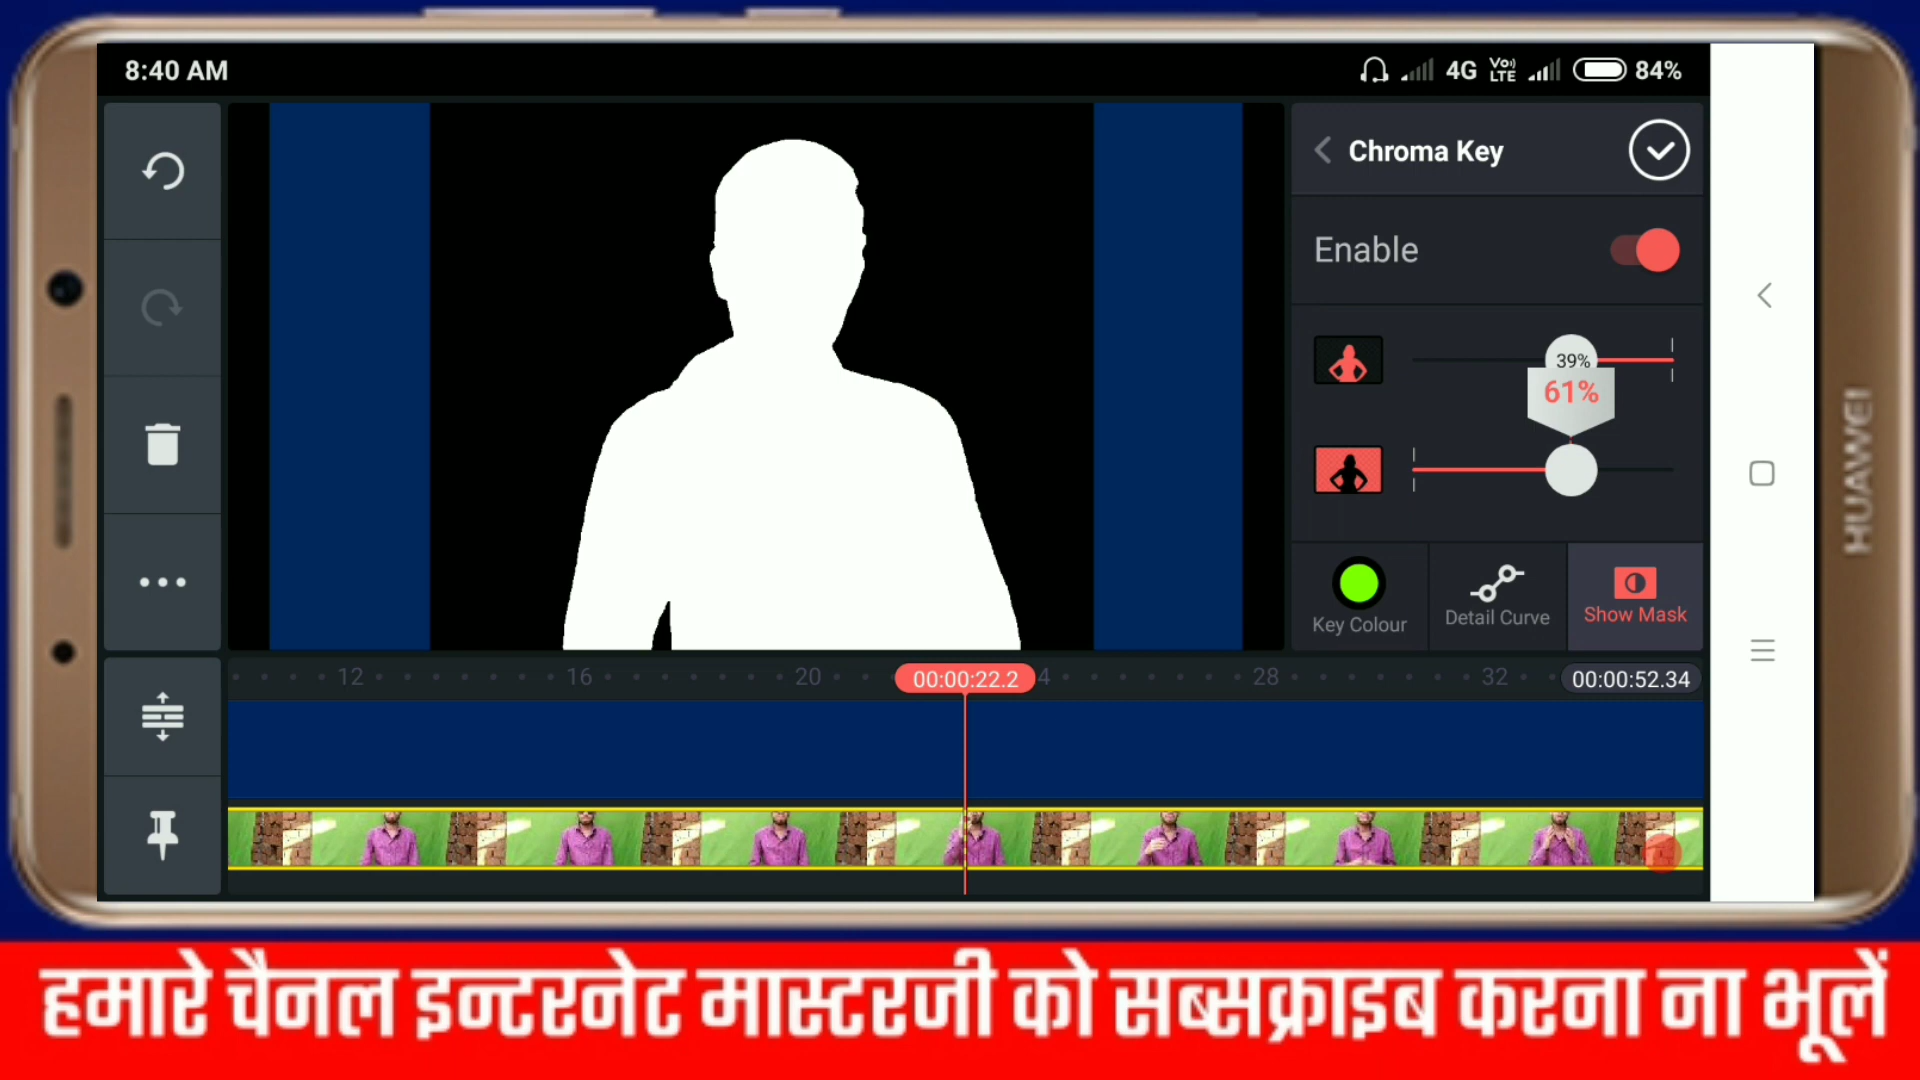 8:40 AM
4G VoLTE 84%
Chroma Key
Enable
39%
61%
Key Colour
Detail Curve
Show Mask
12
16
20
00:00:22.2
4
28
32
00:00:52.34
HUAWEI
हमारे चैनल इन्टरनेट मास्टरजी को सब्सक्राइब करना ना भूलें